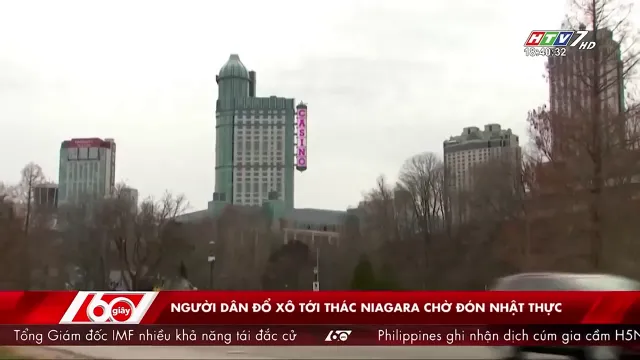 HTV7 HD
18:40:32
CASINO
60 giây
NGƯỜI DÂN ĐỔ XÔ TỚI THÁC NIAGARA CHỜ ĐÓN NHẬT THỰC
Tổng Giám đốc IMF nhiều khả năng tái đắc cử 60 giây Philippines ghi nhận dịch cúm gia cầm H5N